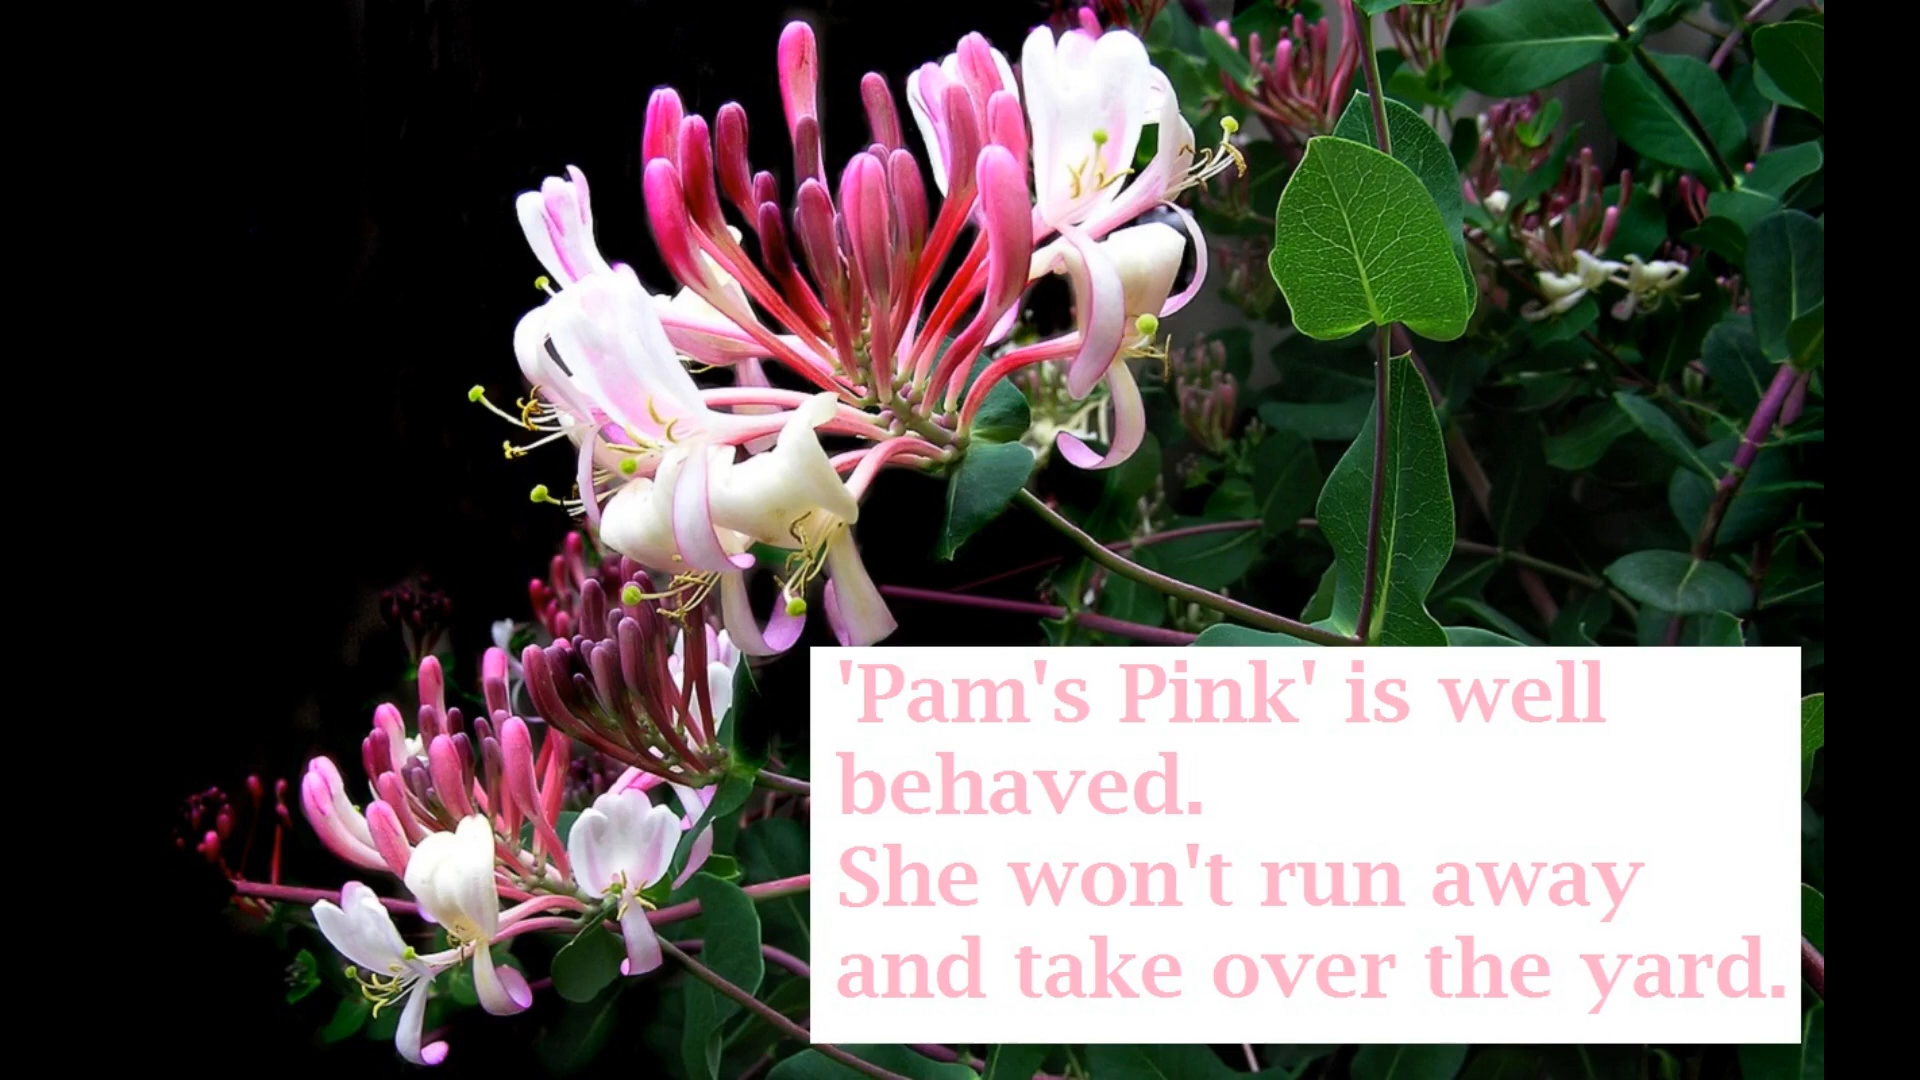 'Pam's Pink' is well
behaved.
She won't run away
and take over the yard.